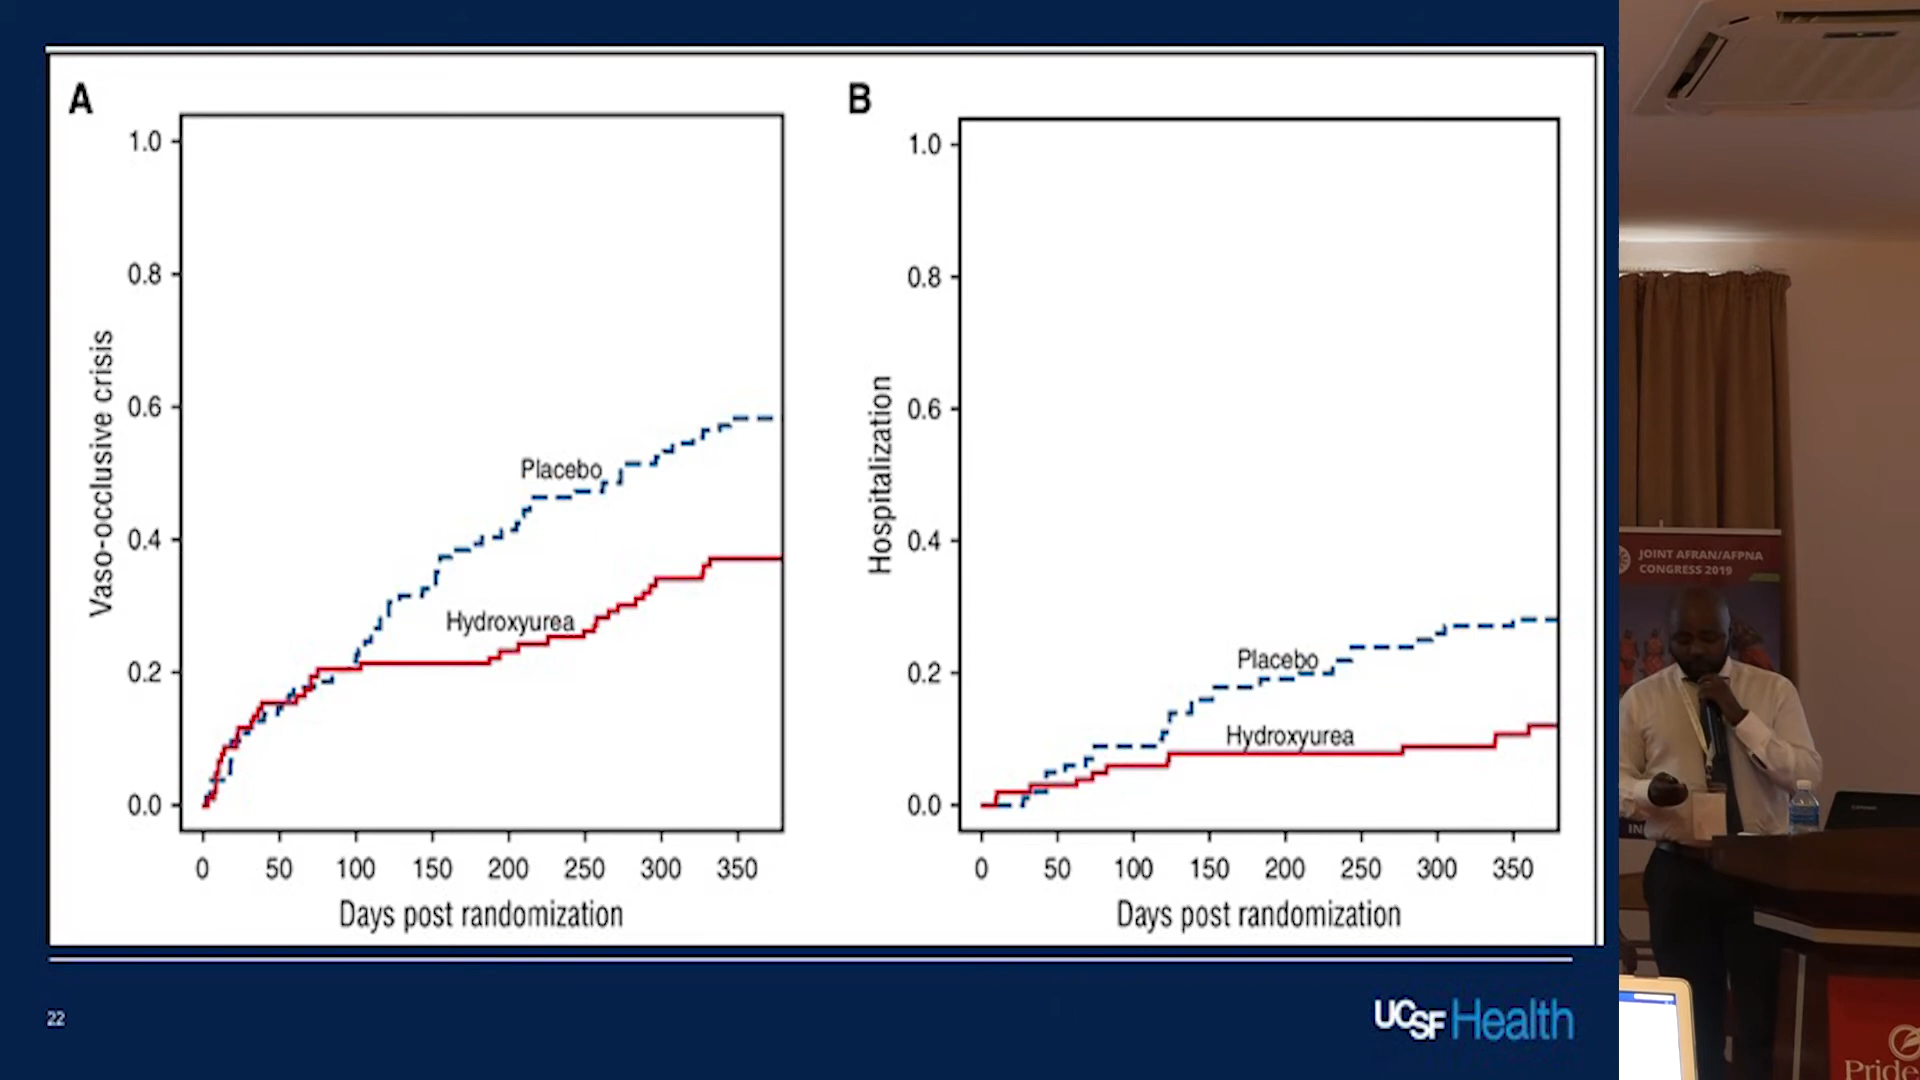 A
1.0
0.8
0.6
0.4
0.2
0.0
Vaso-occlusive crisis
Placebo
Hydroxyurea
0 50 100 150 200 250 300 350
Days post randomization
B
1.0
0.8
0.6
0.4
0.2
0.0
Hospitalization
Placebo
Hydroxyurea
0 50 100 150 200 250 300 350
Days post randomization
22
UCSF Health
JOINT AFRAN/AFPNA
CONGRESS 2019
IN
Pride